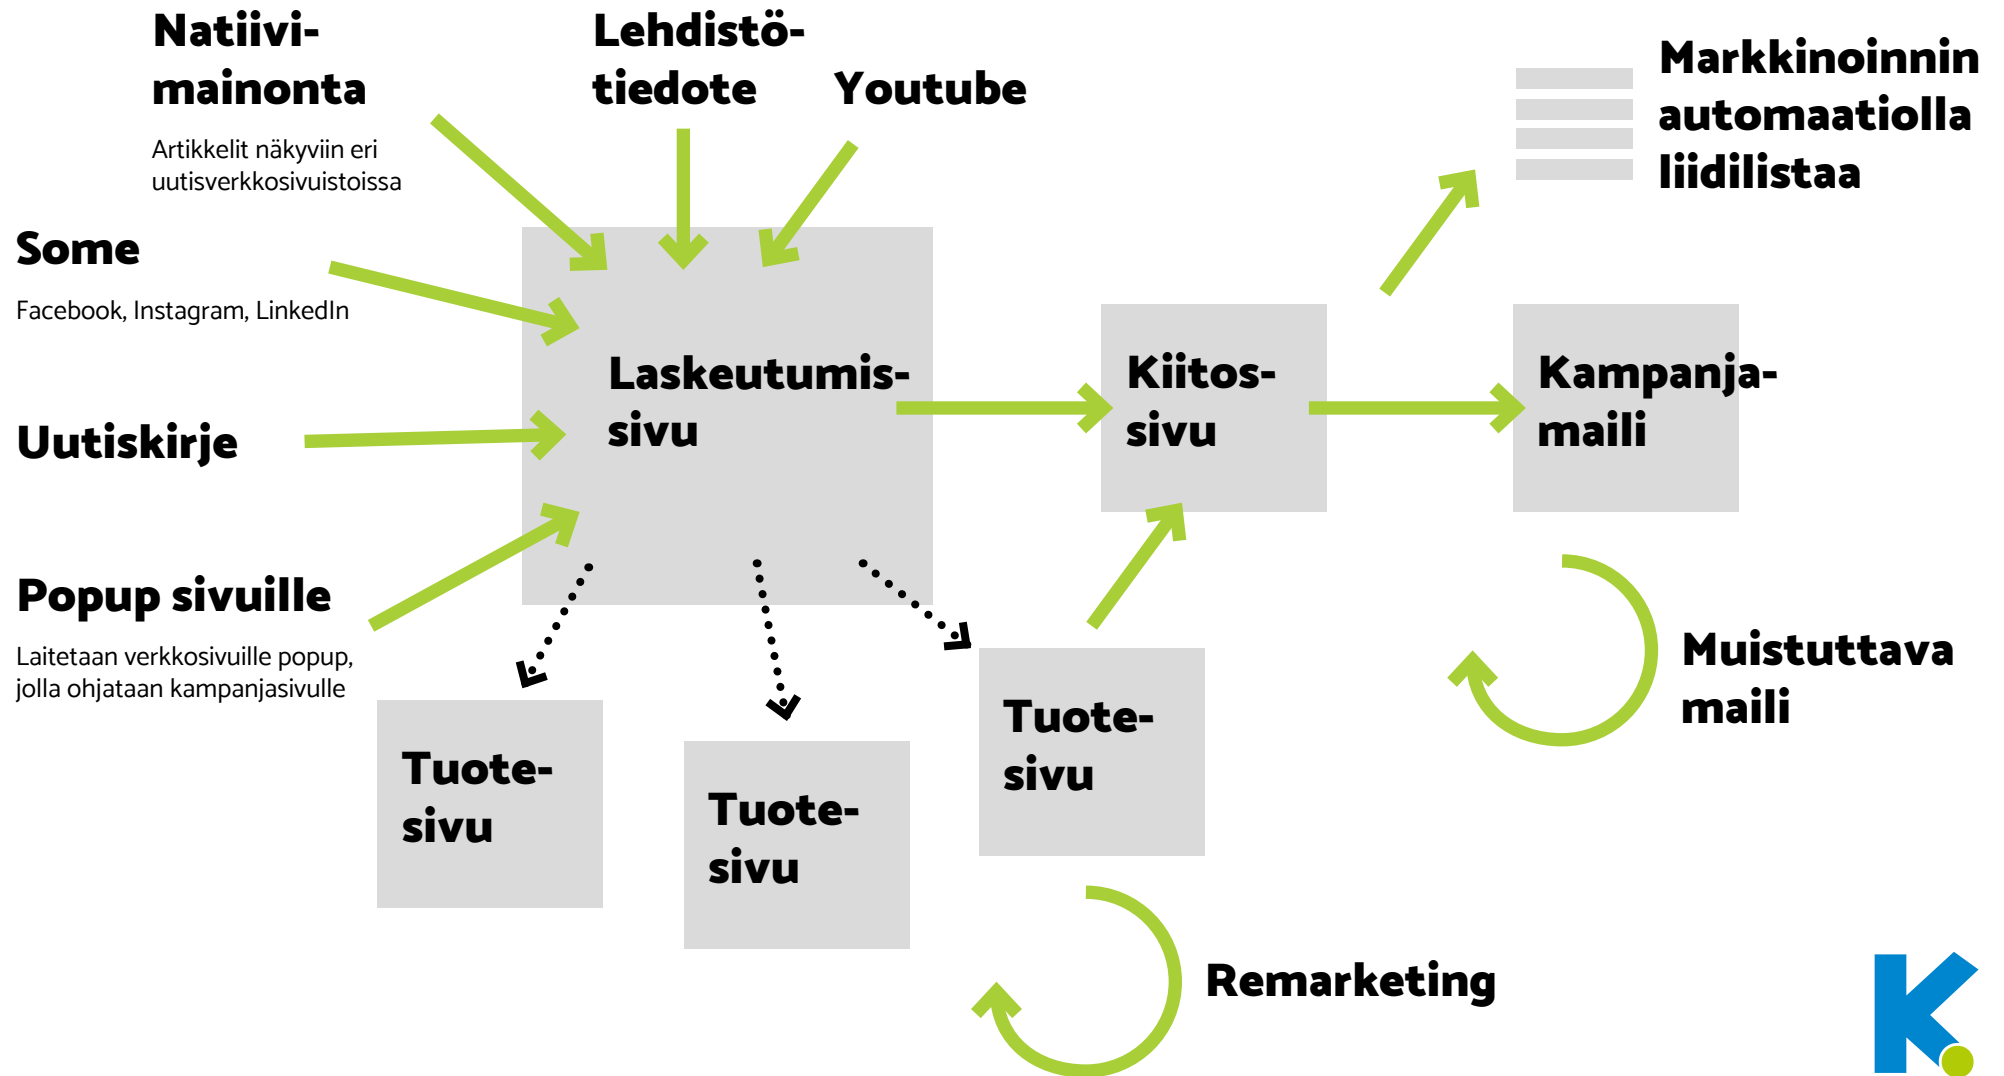 Natiivi-
mainonta
Artikkelit näkyviin eri
uutisverkkosivuistoissa
Lehdistö-
tiedote
Youtube
Markkinoinnin
automaatiolla
liidilistaa
Some
Facebook, Instagram, LinkedIn
Uutiskirje
Popup sivuille
Laitetaan verkkosivuille popup,
jolla ohjataan kampanjasivulle
Laskeutumis-
sivu
Kiitos-
sivu
Kampanja-
maili
Tuote-
sivu
Tuote-
sivu
Tuote-
sivu
Muistuttava
maili
Remarketing
K.